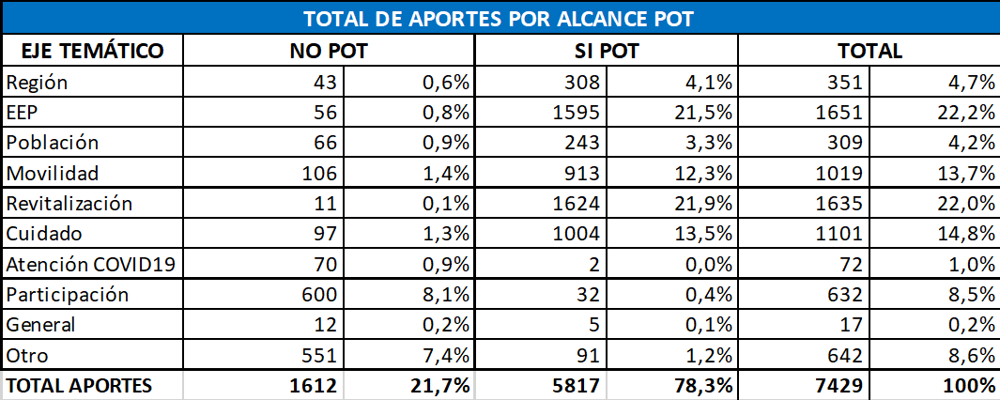 TOTAL DE APORTES POR ALCANCE POT
EJE TEMÁTICO NO POT SI POT TOTAL
Región 43 0,6% 308 4,1% 351 4,7%
EEP 56 0,8% 1595 21,5% 1651 22,2%
Población 66 0,9% 243 3,3% 309 4,2%
Movilidad 106 1,4% 913 12,3% 1019 13,7%
Revitalización 11 0,1% 1624 21,9% 1635 22,0%
Cuidado 97 1,3% 1004 13,5% 1101 14,8%
Atención COVID19 70 0,9% 2 0,0% 72 1,0%
Participación 600 8,1% 32 0,4% 632 8,5%
General 12 0,2% 5 0,1% 17 0,2%
Otro 551 7,4% 91 1,2% 642 8,6%
TOTAL APORTES 1612 21,7% 5817 78,3% 7429 100%